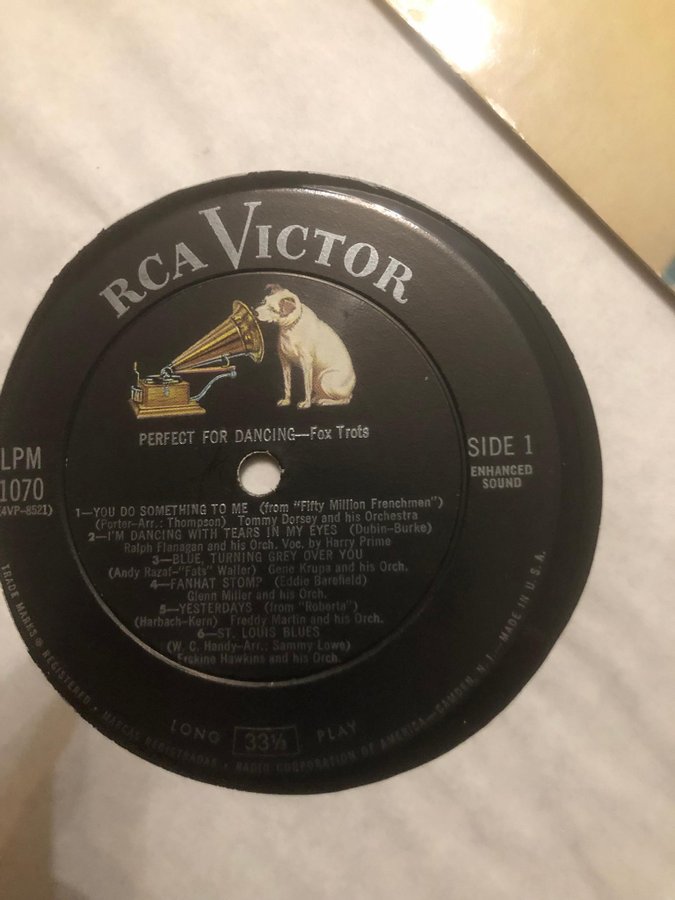 RCA VICTOR
PERFECT FOR DANCING—Fox Trots
LPM
1070
(4VP-8521)
SIDE 1
ENHANCED
SOUND
1—YOU DO SOMETHING TO ME (from "Fifty Million Frenchmen")
(Porter-Arr.: Thompson) Tommy Dorsey and his Orchestra
2—I'M DANCING WITH TEARS IN MY EYES (Dubin-Burke)
Ralph Flanagan and his Orch. Voc. by Harry Prime
3—BLUE, TURNING GREY OVER YOU
(Andy Razaf-"Fats" Waller) Gene Krupa and his Orch.
4—FANHAT STOMP (Eddie Barefield)
Glenn Miller and his Orch.
5—YESTERDAYS (from "Roberta")
(Harbach-Kern) Freddy Martin and his Orch.
6—ST. LOUIS BLUES
(W. C. Handy-Arr.: Sammy Lowe)
Erskine Hawkins and his Orch.
LONG 33⅓ PLAY
TRADE MARKS ® REGISTERED • MARCAS REGISTRADAS • RADIO CORPORATION OF AMERICA—CAMDEN, N. J.—MADE IN U. S. A.